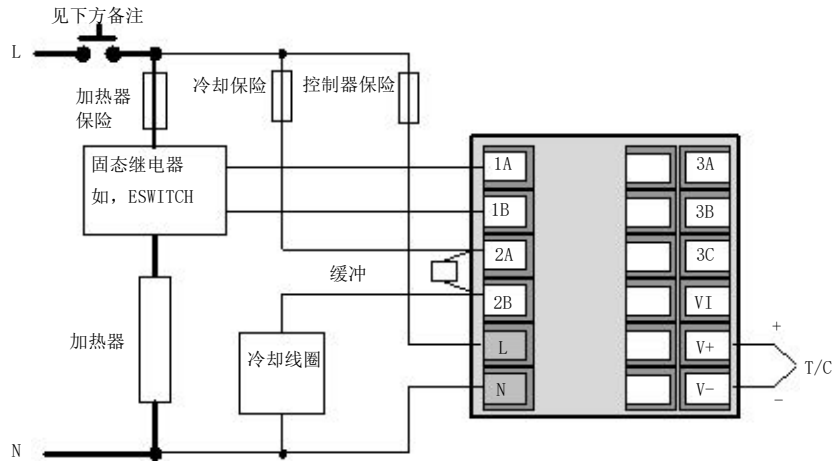 见下方备注
L
加热器
保险
冷却保险
控制器保险
固态继电器
如，ESWITCH
1A
3A
1B
3B
2A
3C
缓冲
2B
VI
加热器
冷却线圈
L
V+
+
T/C
N
V-
-
N